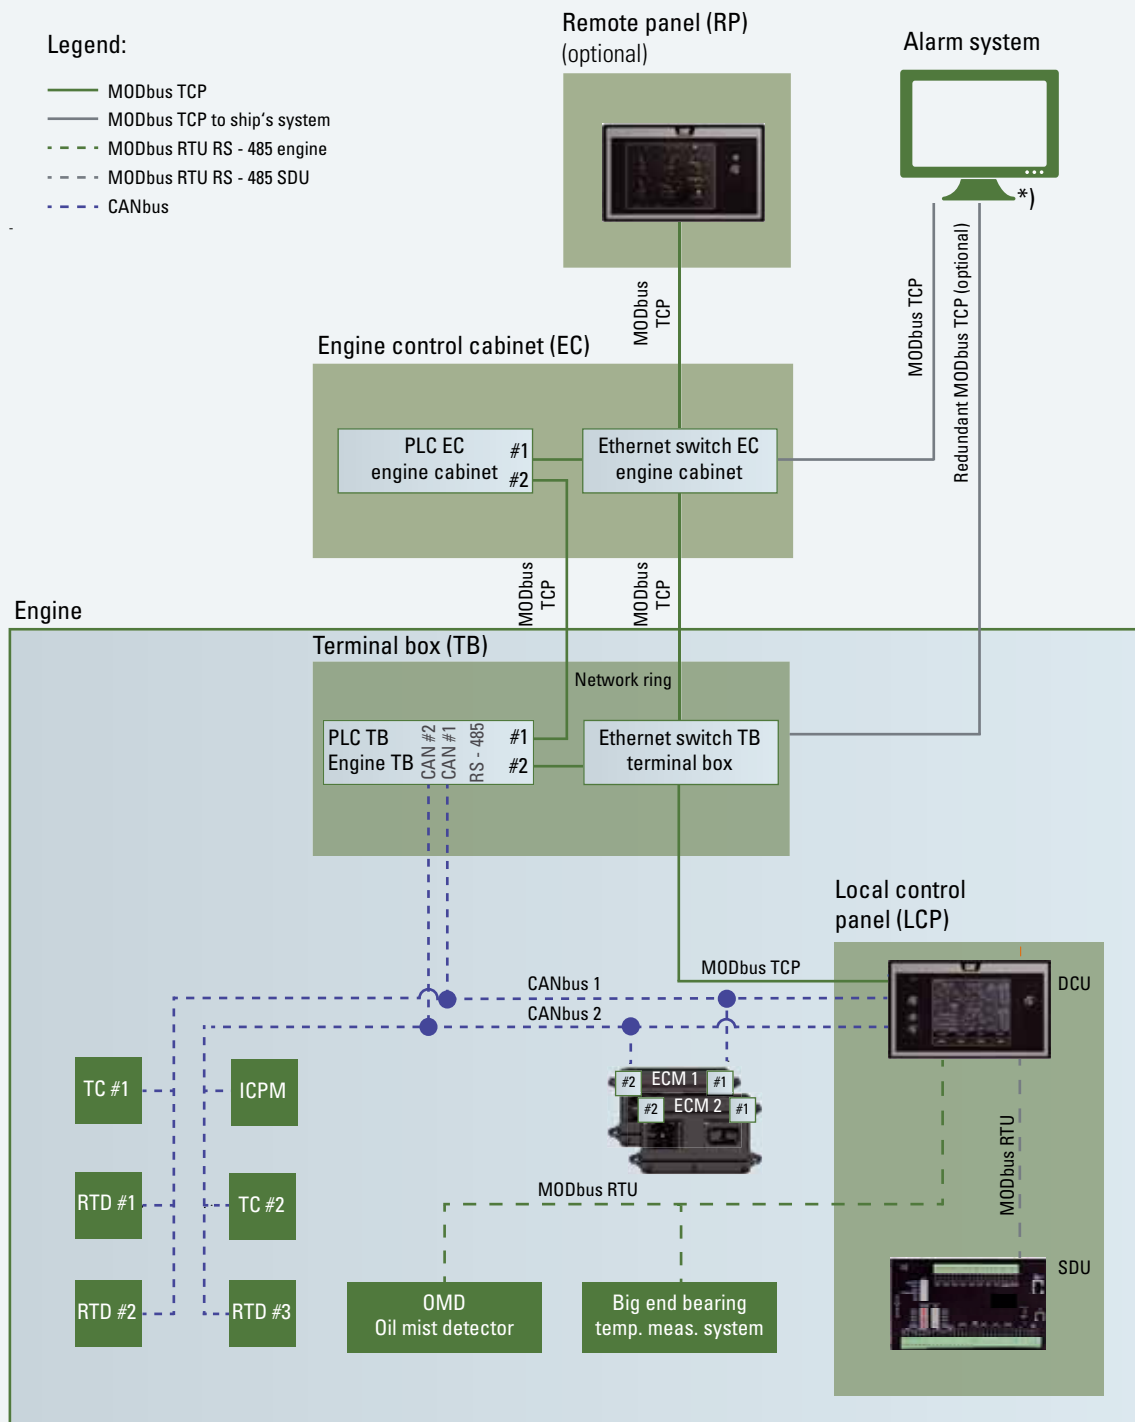 Legend:
MODbus TCP
MODbus TCP to ship's system
MODbus RTU RS - 485 engine
MODbus RTU RS - 485 SDU
CANbus
-
Remote panel (RP)
(optional)
Alarm system
*)
MODbus
TCP
MODbus TCP
Redundant MODbus TCP (optional)
Engine control cabinet (EC)
PLC EC
engine cabinet
#1
#2
Ethernet switch EC
engine cabinet
MODbus
TCP
MODbus
TCP
Engine
Terminal box (TB)
Network ring
PLC TB
Engine TB
CAN #2
CAN #1
RS - 485
#1
#2
Ethernet switch TB
terminal box
Local control
panel (LCP)
MODbus TCP
DCU
CANbus 1
CANbus 2
#2 ECM 1 #1
#2 ECM 2 #1
TC #1
ICPM
RTD #1
TC #2
RTD #2
RTD #3
MODbus RTU
MODbus RTU
OMD
Oil mist detector
Big end bearing
temp. meas. system
SDU